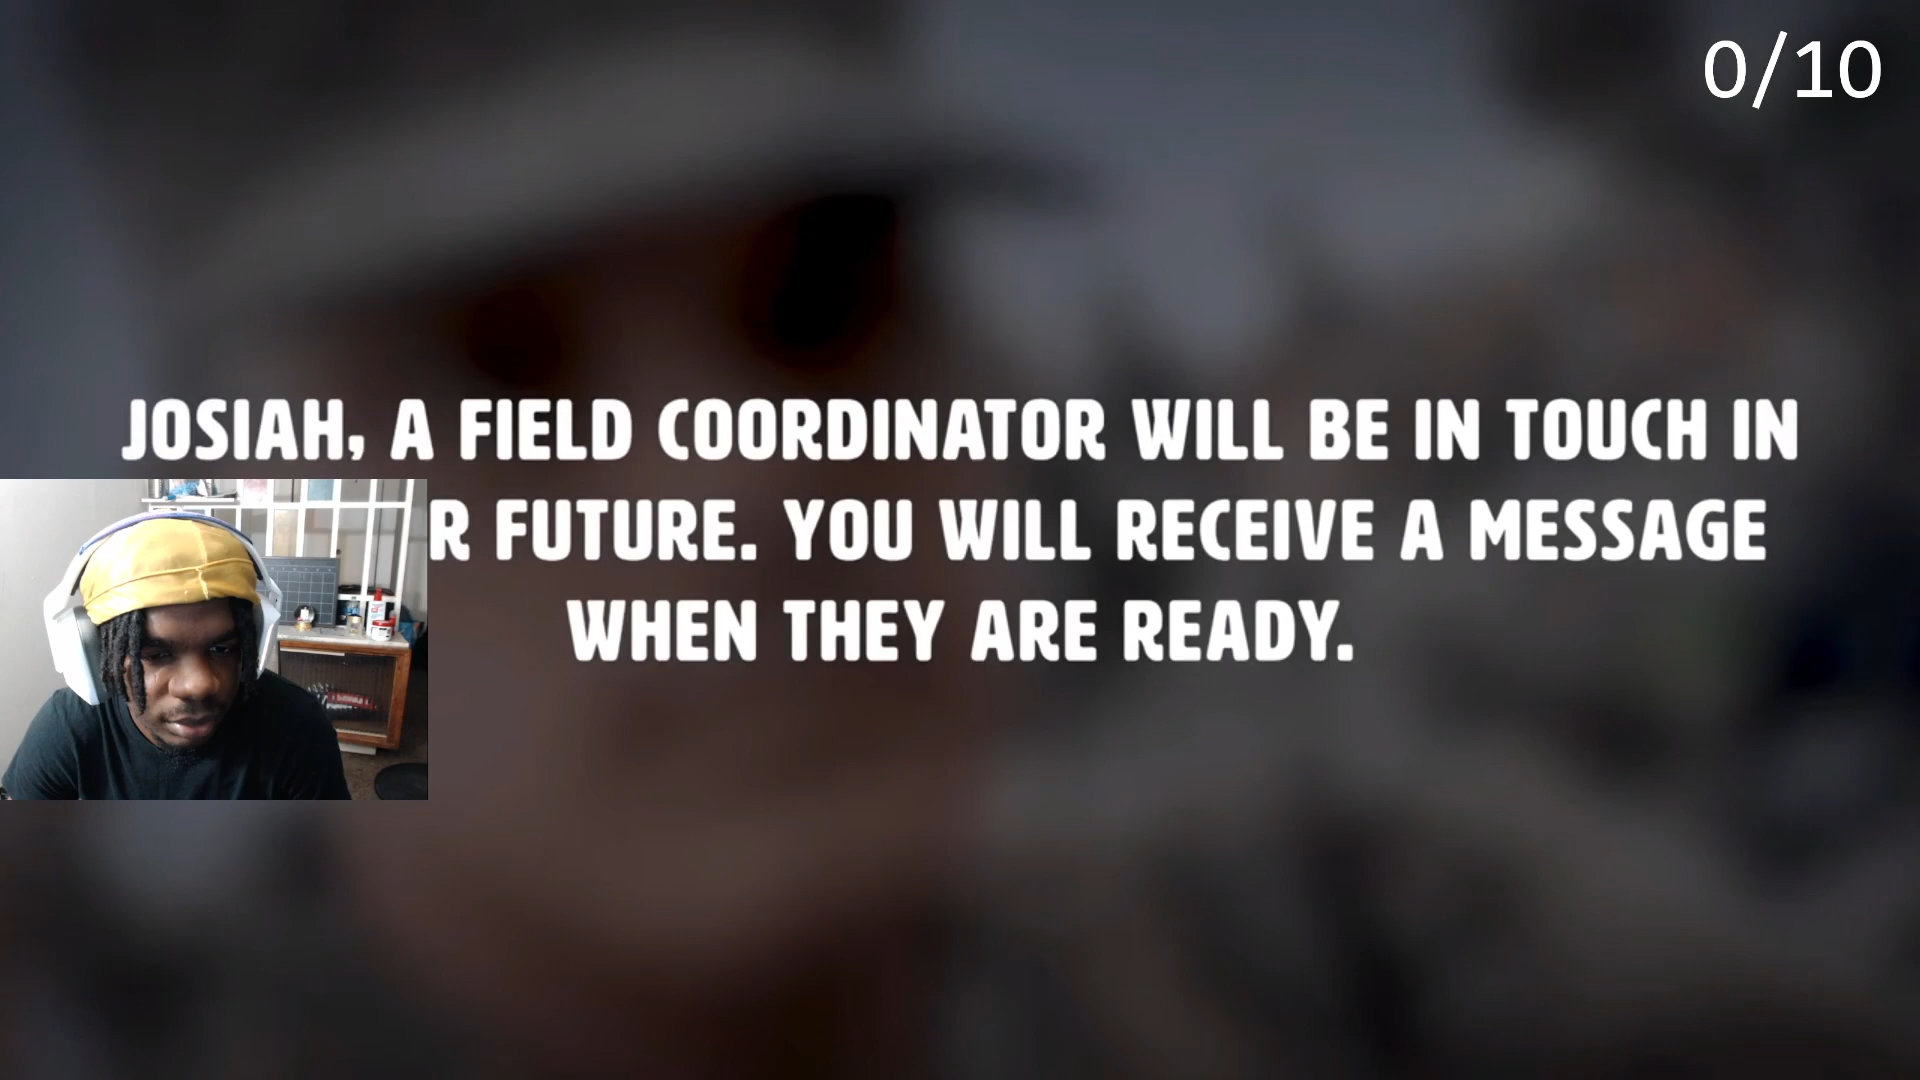 0/10
JOSIAH, A FIELD COORDINATOR WILL BE IN TOUCH IN
R FUTURE. YOU WILL RECEIVE A MESSAGE
WHEN THEY ARE READY.